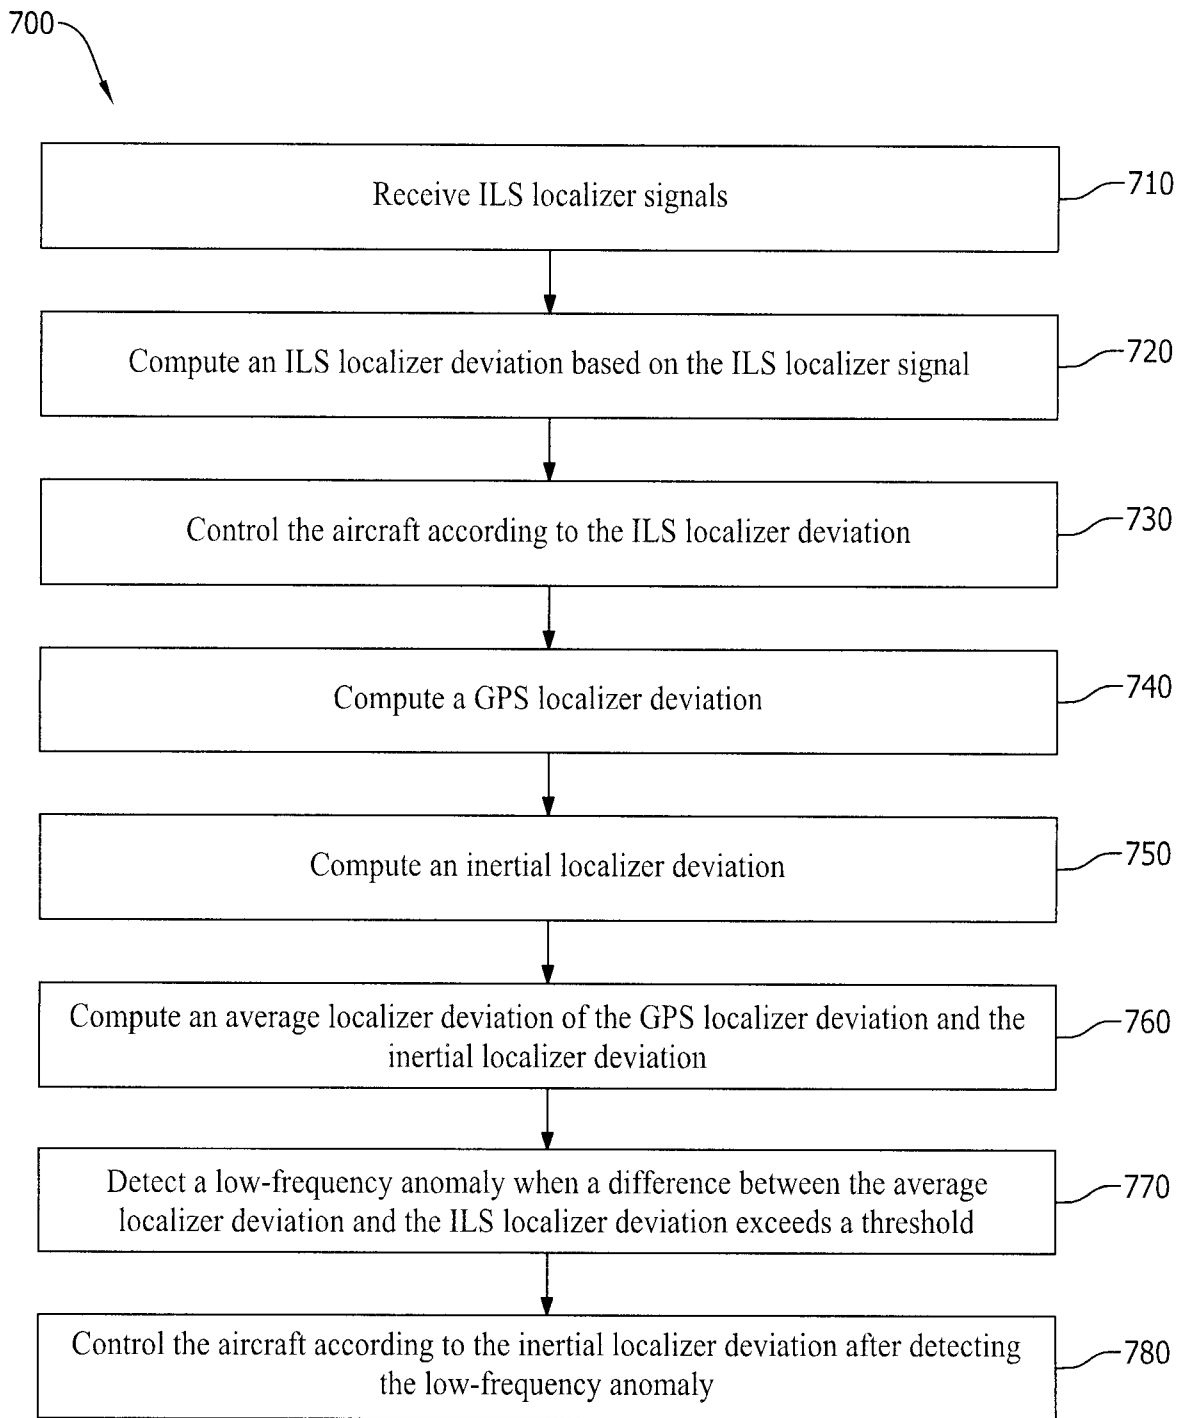 700
Receive ILS localizer signals
710
Compute an ILS localizer deviation based on the ILS localizer signal
720
Control the aircraft according to the ILS localizer deviation
730
Compute a GPS localizer deviation
740
Compute an inertial localizer deviation
750
Compute an average localizer deviation of the GPS localizer deviation and the
inertial localizer deviation
760
Detect a low-frequency anomaly when a difference between the average
localizer deviation and the ILS localizer deviation exceeds a threshold
770
Control the aircraft according to the inertial localizer deviation after detecting
the low-frequency anomaly
780